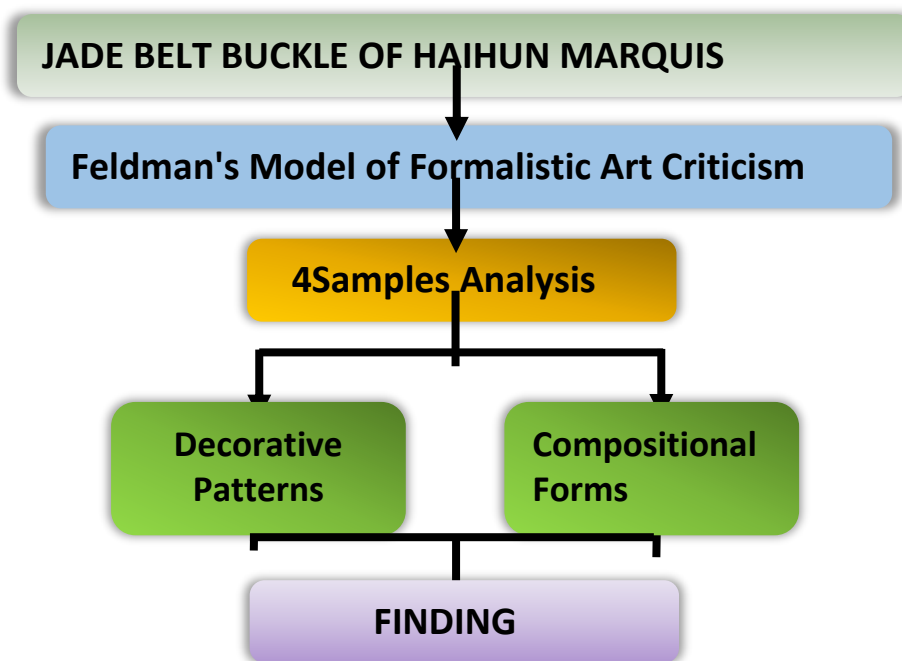 JADE BELT BUCKLE OF HAIHUN MARQUIS
Feldman's Model of Formalistic Art Criticism
4Samples Analysis
Decorative
Patterns
Compositional
Forms
FINDING